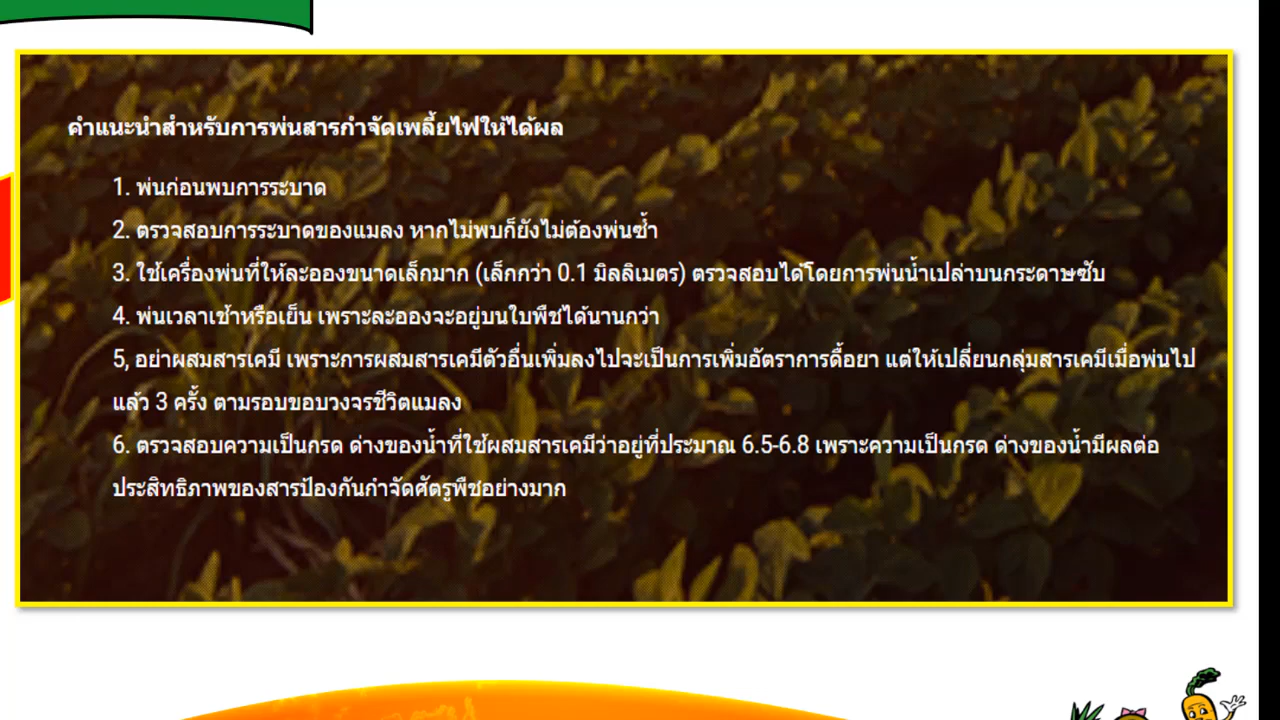 คำแนะนำสำหรับการพ่นสารกำจัดเพลี้ยไฟให้ได้ผล
1. พ่นก่อนพบการระบาด
2. ตรวจสอบการระบาดของแมลง หากไม่พบก็ยังไม่ต้องพ่นซ้ำ
3. ใช้เครื่องพ่นที่ให้ละอองขนาดเล็กมาก (เล็กกว่า 0.1 มิลลิเมตร) ตรวจสอบได้โดยการพ่นน้ำเปล่าบนกระดาษซับ
4. พ่นเวลาเช้าหรือเย็น เพราะละอองจะอยู่บนใบพืชได้นานกว่า
5, อย่าผสมสารเคมี เพราะการผสมสารเคมีตัวอื่นเพิ่มลงไปจะเป็นการเพิ่มอัตราการดื้อยา แต่ให้เปลี่ยนกลุ่มสารเคมีเมื่อพ่นไป
แล้ว 3 ครั้ง ตามรอบขอบวงจรชีวิตแมลง
6. ตรวจสอบความเป็นกรด ด่างของน้ำที่ใช้ผสมสารเคมีว่าอยู่ที่ประมาณ 6.5-6.8 เพราะความเป็นกรด ด่างของน้ำมีผลต่อ
ประสิทธิภาพของสารป้องกันกำจัดศัตรูพืชอย่างมาก